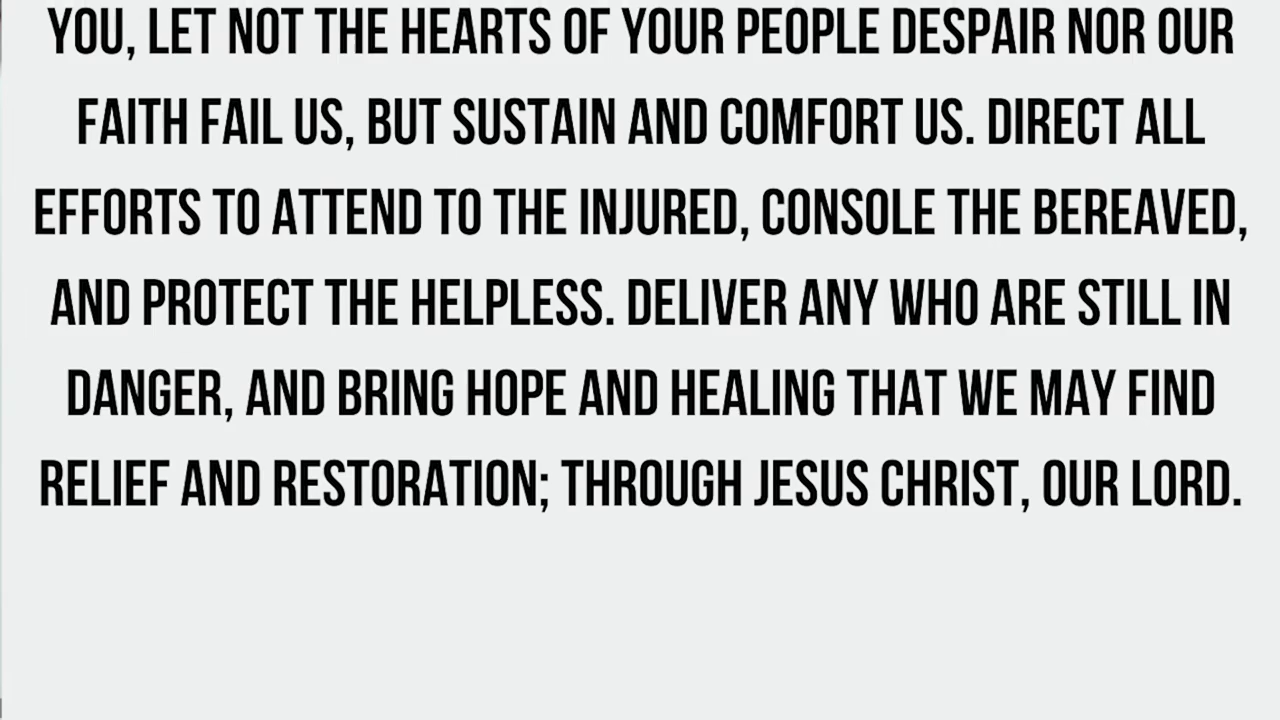 YOU, LET NOT THE HEARTS OF YOUR PEOPLE DESPAIR NOR OUR
FAITH FAIL US, BUT SUSTAIN AND COMFORT US. DIRECT ALL
EFFORTS TO ATTEND TO THE INJURED, CONSOLE THE BEREAVED,
AND PROTECT THE HELPLESS. DELIVER ANY WHO ARE STILL IN
DANGER, AND BRING HOPE AND HEALING THAT WE MAY FIND
RELIEF AND RESTORATION; THROUGH JESUS CHRIST, OUR LORD.